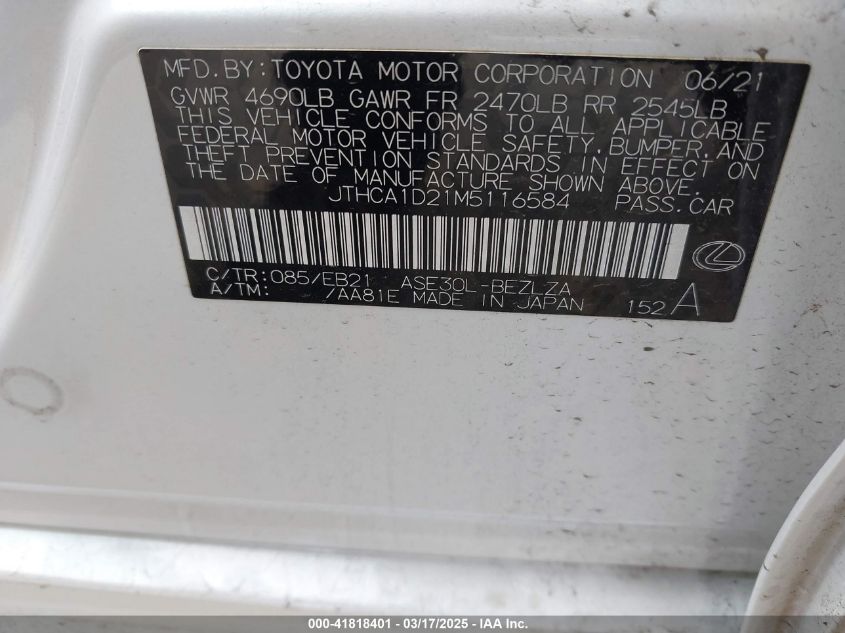 MFD. BY: TOYOTA MOTOR CORPORATION 06/21
GVWR 4690LB GAWR FR 2470LB RR 2545LB
THIS VEHICLE CONFORMS TO ALL APPLICABLE
FEDERAL MOTOR VEHICLE SAFETY, BUMPER, AND
THEFT PREVENTION STANDARDS IN EFFECT ON
THE DATE OF MANUFACTURE SHOWN ABOVE.
JTHCA1D21M5116584 PASS. CAR
C/TR: 085/EB21 ASE30L-BEZLZA
A/TM: /AA81E MADE IN JAPAN 152 A
000-41818401 - 03/17/2025 - IAA Inc.